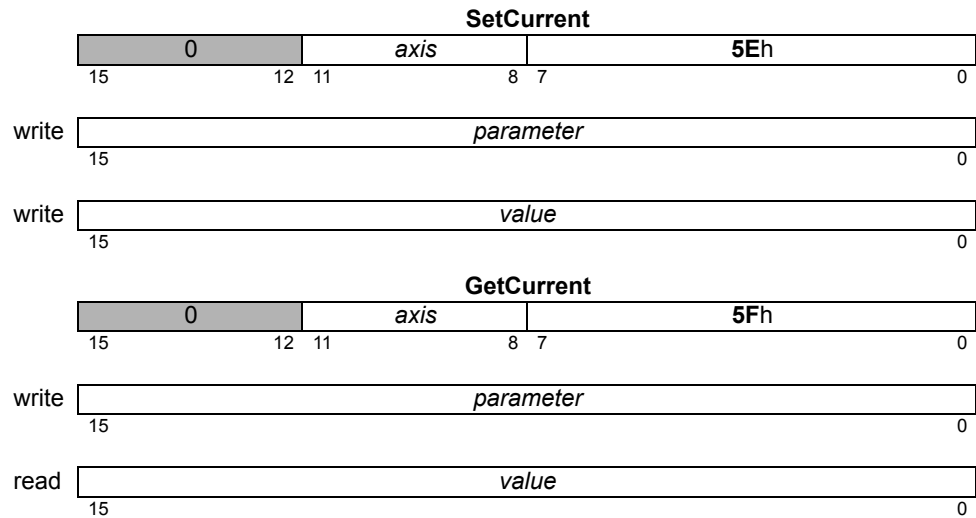 SetCurrent
0 axis 5Eh
15 12 11 8 7 0
write parameter
15 0
write value
15 0
GetCurrent
0 axis 5Fh
15 12 11 8 7 0
write parameter
15 0
read value
15 0